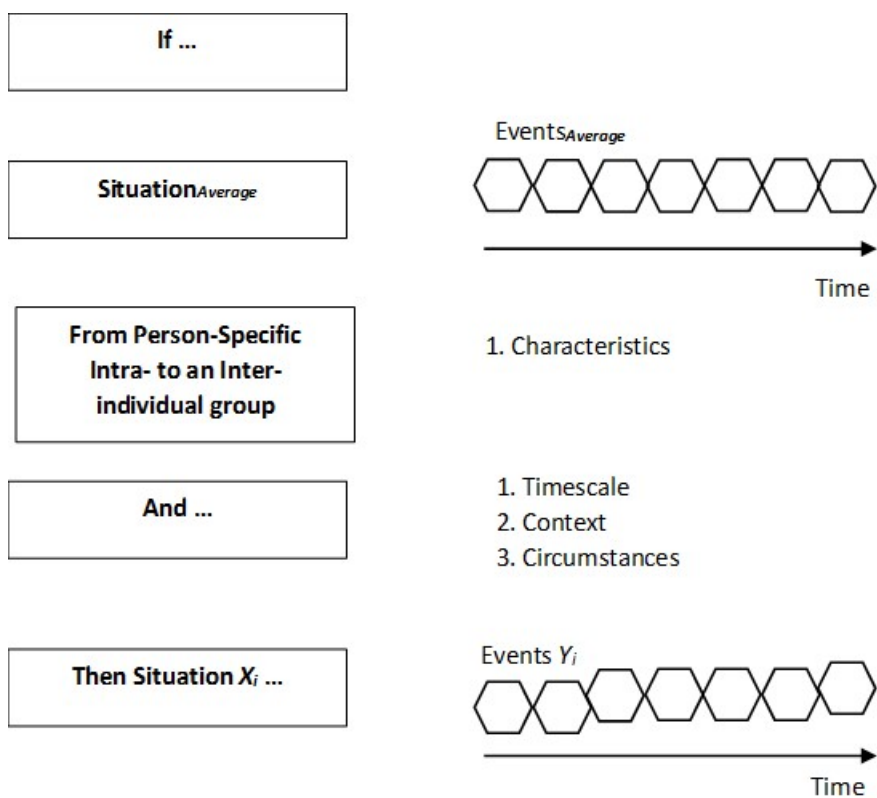 If ...
Events Average
Situation Average
Time
From Person-Specific
Intra- to an Inter-
individual group
1. Characteristics
And ...
1. Timescale
2. Context
3. Circumstances
Then Situation Xi ...
Events Yi
Time